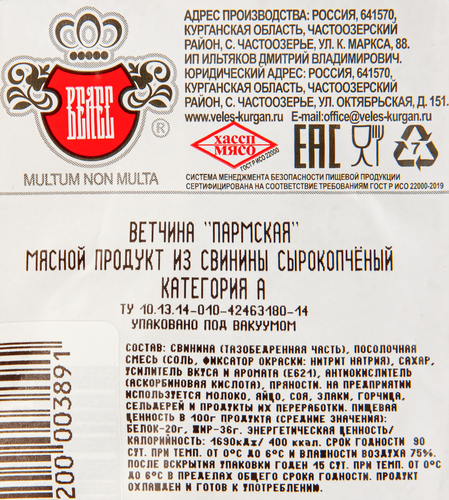 АДРЕС ПРОИЗВОДСТВА: РОССИЯ, 641570,
КУРГАНСКАЯ ОБЛАСТЬ, ЧАСТООЗЕРСКИЙ
РАЙОН, С. ЧАСТООЗЕРЬЕ, УЛ. К. МАРКСА, 88.
ИП ИЛЬТЯКОВ ДМИТРИЙ ВЛАДИМИРОВИЧ.
ЮРИДИЧЕСКИЙ АДРЕС: РОССИЯ, 641570,
КУРГАНСКАЯ ОБЛАСТЬ, ЧАСТООЗЕРСКИЙ
РАЙОН, С. ЧАСТООЗЕРЬЕ, УЛ. ОКТЯБРЬСКАЯ, Д. 151.
www.veles-kurgan.ru E-mail:office@veles-kurgan.ru
ВЕЛЕС
®
MULTUM NON MULTA
ХАССП
МЯСО
ГОСТ Р ИСО 22000
EAC
7
СИСТЕМА МЕНЕДЖМЕНТА БЕЗОПАСНОСТИ ПИЩЕВОЙ ПРОДУКЦИИ
СЕРТИФИЦИРОВАНА НА СООТВЕТСТВИЕ ТРЕБОВАНИЯМ ГОСТ Р ИСО 22000-2019
ВЕТЧИНА "ПАРМСКАЯ"
МЯСНОЙ ПРОДУКТ ИЗ СВИНИНЫ СЫРОКОПЧЁНЫЙ
КАТЕГОРИЯ А
ТУ 10.13.14-010-42463180-14
УПАКОВАНО ПОД ВАКУУМОМ
СОСТАВ: СВИНИНА (ТАЗОБЕДРЕННАЯ ЧАСТЬ), ПОСОЛОЧНАЯ
СМЕСЬ (СОЛЬ, ФИКСАТОР ОКРАСКИ: НИТРИТ НАТРИЯ), САХАР,
УСИЛИТЕЛЬ ВКУСА И АРОМАТА (Е621), АНТИОКИСЛИТЕЛЬ
(АСКОРБИНОВАЯ КИСЛОТА), ПРЯНОСТИ. НА ПРЕДПРИЯТИИ
ИСПОЛЬЗУЕТСЯ МОЛОКО, ЯЙЦО, СОЯ, ЗЛАКИ, ГОРЧИЦА,
СЕЛЬДЕРЕЙ И ПРОДУКТЫ ИХ ПЕРЕРАБОТКИ. ПИЩЕВАЯ
ЦЕННОСТЬ В 100г ПРОДУКТА (СРЕДНИЕ ЗНАЧЕНИЯ):
БЕЛОК-20г, ЖИР-36г. ЭНЕРГЕТИЧЕСКАЯ ЦЕННОСТЬ/
КАЛОРИЙНОСТЬ: 1690кДж/ 400 ккал. СРОК ГОДНОСТИ 90
СУТ. ПРИ ТЕМП. ОТ 0°С ДО 6°С И ВЛАЖНОСТИ ВОЗДУХА 75%.
ПОСЛЕ ВСКРЫТИЯ УПАКОВКИ ГОДЕН 15 СУТ. ПРИ ТЕМП. ОТ 0°С
ДО 6°С В ПРЕДЕЛАХ ОБЩЕГО СРОКА ГОДНОСТИ. ПРОДУКТ
ОХЛАЖДЕН И ГОТОВ К УПОТРЕБЛЕНИЮ.
200 003891